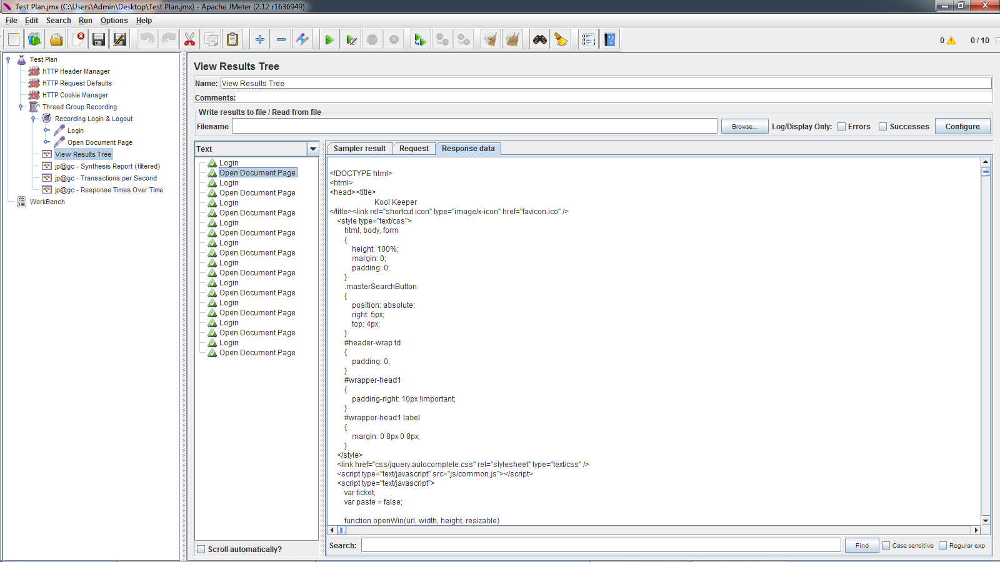 Test Plan.jmx (C:\Users\Admin\Desktop\Test Plan.jmx) - Apache JMeter (2.12 r1636949)
File Edit Search Run Options Help
0 0 / 10
Test Plan
HTTP Header Manager
HTTP Request Defaults
HTTP Cookie Manager
Thread Group Recording
Recording Login & Logout
Login
Open Document Page
View Results Tree
jp@gc - Synthesis Report (filtered)
jp@gc - Transactions per Second
jp@gc - Response Times Over Time
WorkBench
View Results Tree
Name: View Results Tree
Comments:
Write results to file / Read from file
Filename Browse... Log/Display Only: Errors Successes Configure
Text
Login
Open Document Page
Login
Open Document Page
Login
Open Document Page
Login
Open Document Page
Login
Open Document Page
Login
Open Document Page
Login
Open Document Page
Login
Open Document Page
Login
Open Document Page
Login
Open Document Page
Scroll automatically?
Sampler result Request Response data
<!DOCTYPE html>
<html>
<head><title>
Kool Keeper
</title><link rel="shortcut icon" type="image/x-icon" href="favicon.ico" />
<style type="text/css">
html, body, form
{
height: 100%;
margin: 0;
padding: 0;
}
.masterSearchButton
{
position: absolute;
right: 5px;
top: 4px;
}
#header-wrap td
{
padding: 0;
}
#wrapper-head1
{
padding-right: 10px !important;
}
#wrapper-head1 label
{
margin: 0 8px 0 8px;
}
</style>
<link href="css/jquery.autocomplete.css" rel="stylesheet" type="text/css" />
<script type="text/javascript" src="js/common.js"></script>
<script type="text/javascript">
var ticket;
var paste = false;
function openWin(url, width, height, resizable)
Search: Find Case sensitive Regular exp.